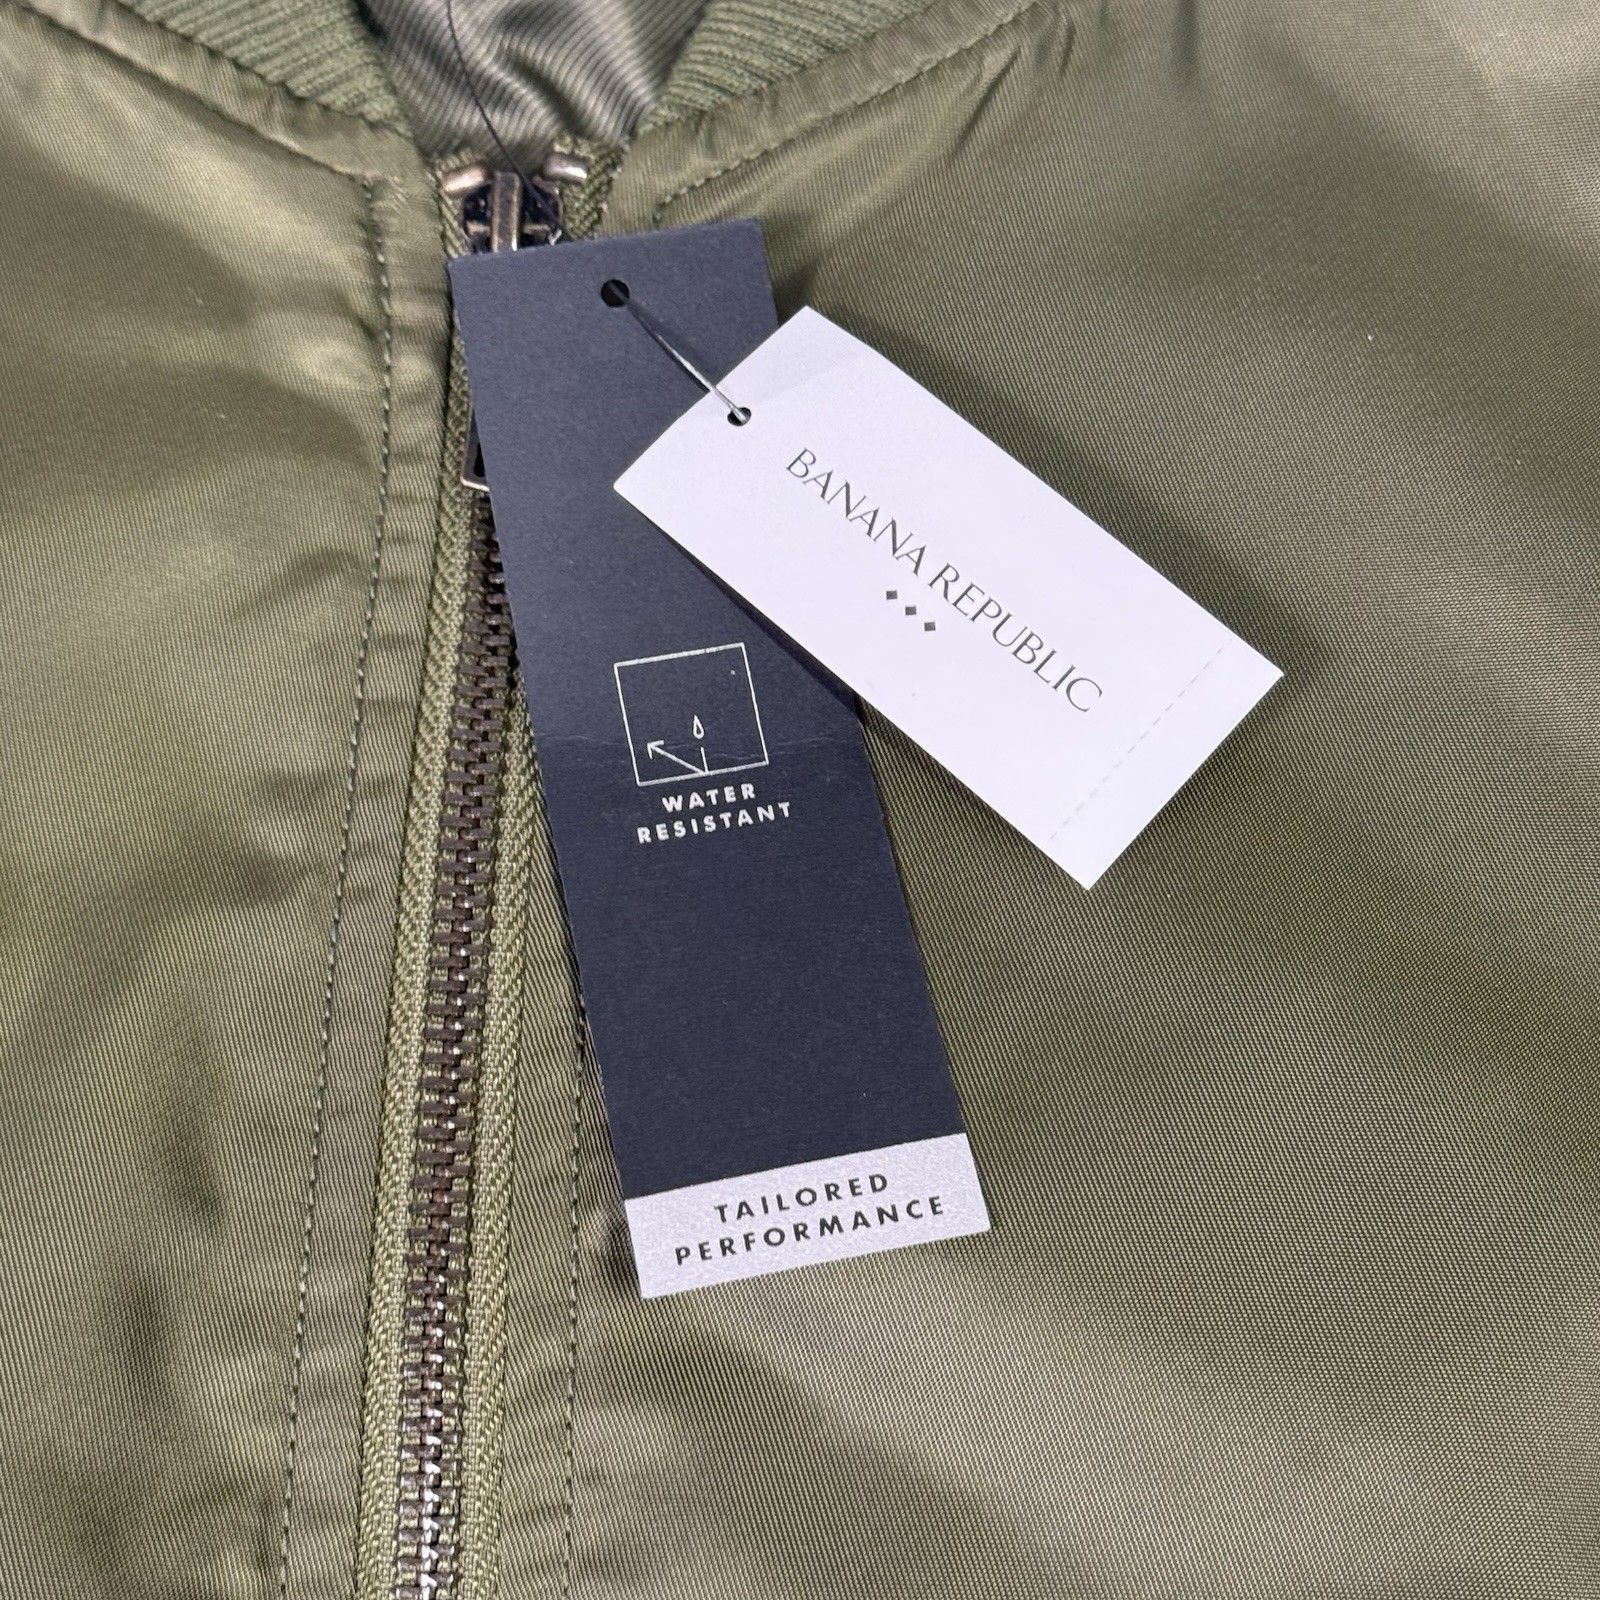 BANANA REPUBLIC
WATER
RESISTANT
TAILORED
PERFORMANCE